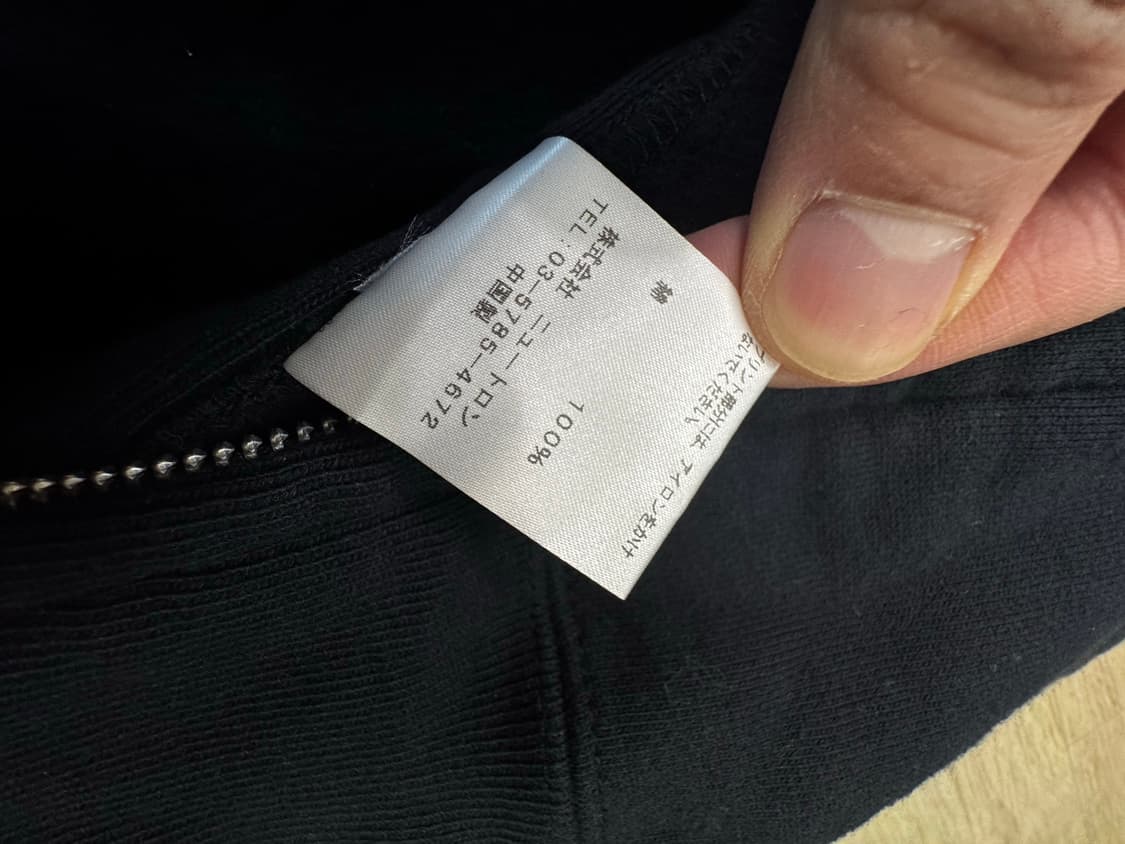 プリント部分には、アイロンをかけ
ないでください
綿 100%
株式会社 ニュートロン
TEL:03-5785-4672
中国製